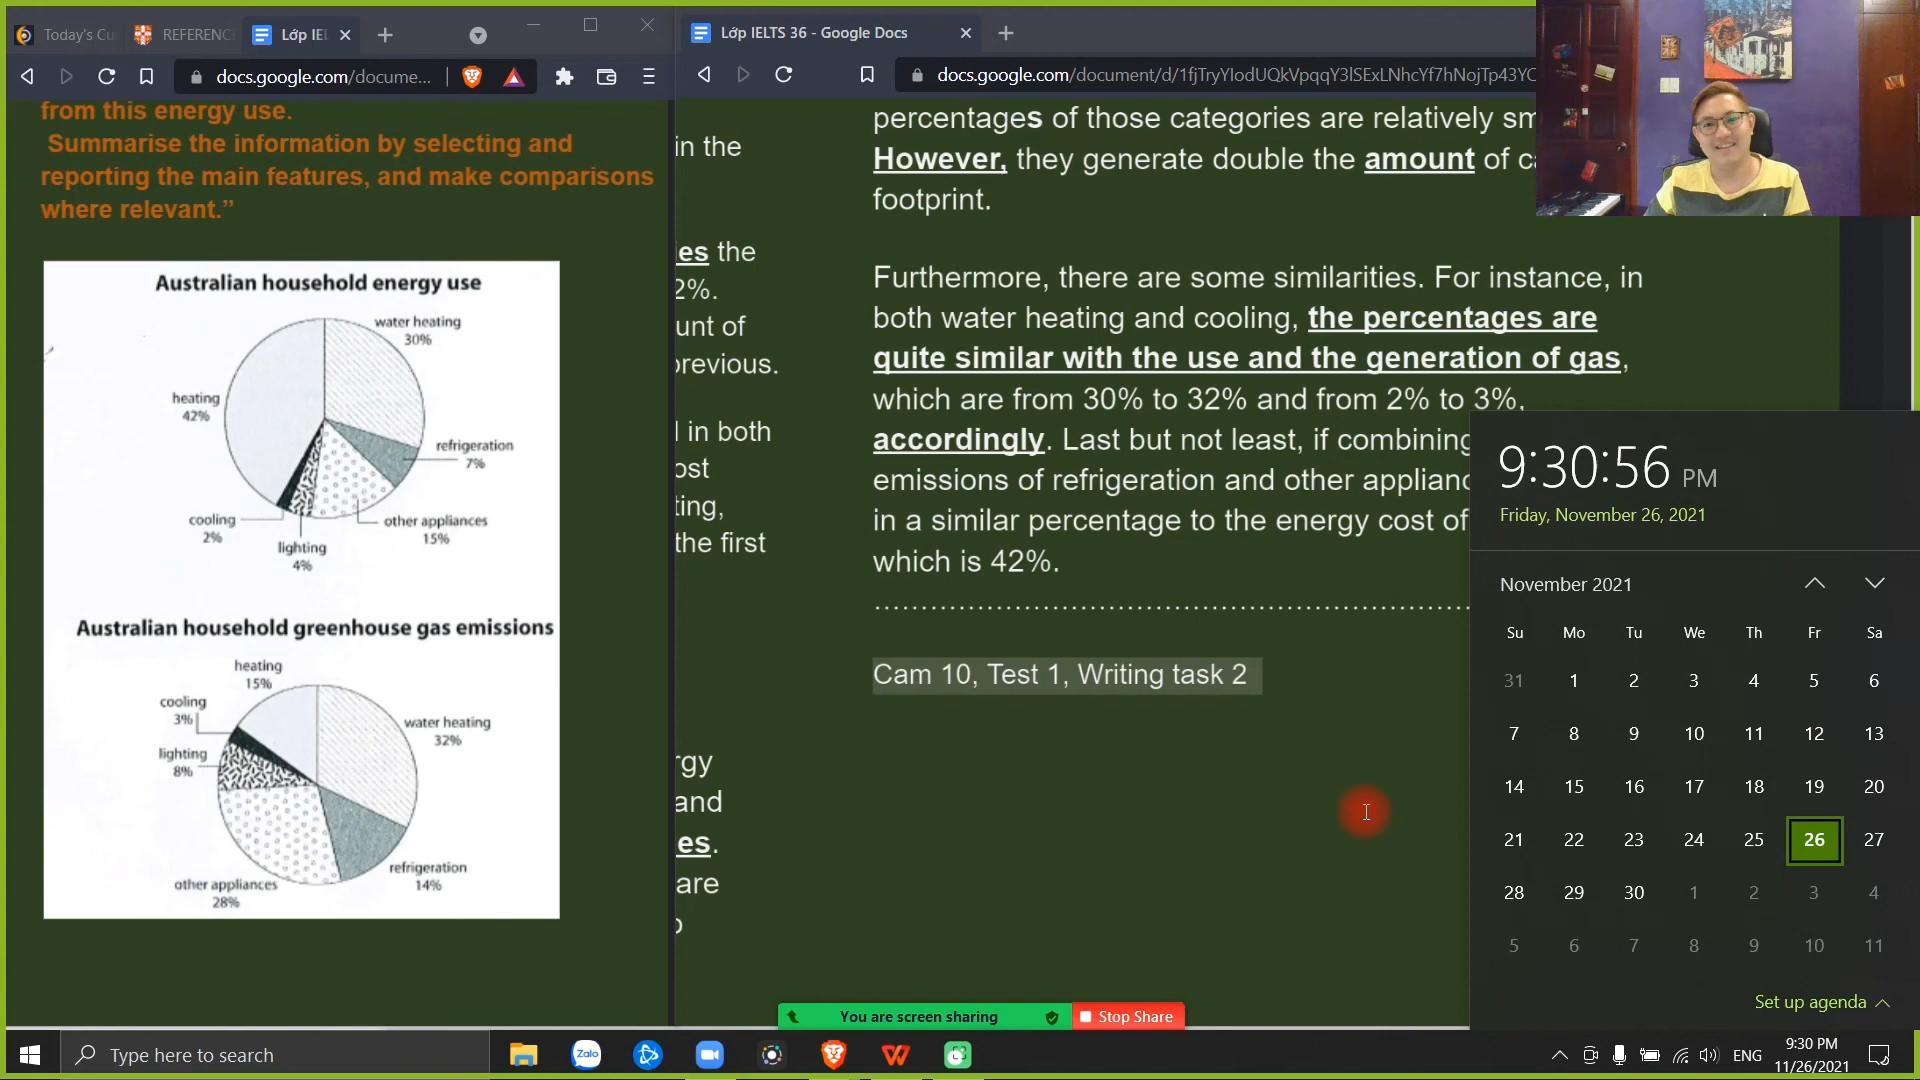 Today's Cu
REFERENC
Lớp IEL
docs.google.com/docume...
from this energy use.
Summarise the information by selecting and
reporting the main features, and make comparisons
where relevant.”
Australian household energy use
water heating
30%
heating
42%
refrigeration
7%
cooling
2%
other appliances
15%
lighting
4%
Australian household greenhouse gas emissions
heating
15%
cooling
3%
water heating
32%
lighting
8%
refrigeration
14%
other appliances
28%
Lớp IELTS 36 - Google Docs
in the
es the
2%.
unt of
previous.
in both
ost
ting,
the first
rgy
and
es.
are
percentages of those categories are relatively sm
However, they generate double the amount of ca
footprint.
Furthermore, there are some similarities. For instance, in
both water heating and cooling, the percentages are
quite similar with the use and the generation of gas,
which are from 30% to 32% and from 2% to 3%,
accordingly. Last but not least, if combining
emissions of refrigeration and other applianc
in a similar percentage to the energy cost of
which is 42%.
Cam 10, Test 1, Writing task 2
9:30:56 PM
Friday, November 26, 2021
November 2021
Su Mo Tu We Th Fr Sa
31 1 2 3 4 5 6
7 8 9 10 11 12 13
14 15 16 17 18 19 20
21 22 23 24 25 26 27
28 29 30 1 2 3 4
5 6 7 8 9 10 11
Set up agenda
You are screen sharing
Stop Share
Type here to search
Zalo
ENG
9:30 PM
11/26/2021